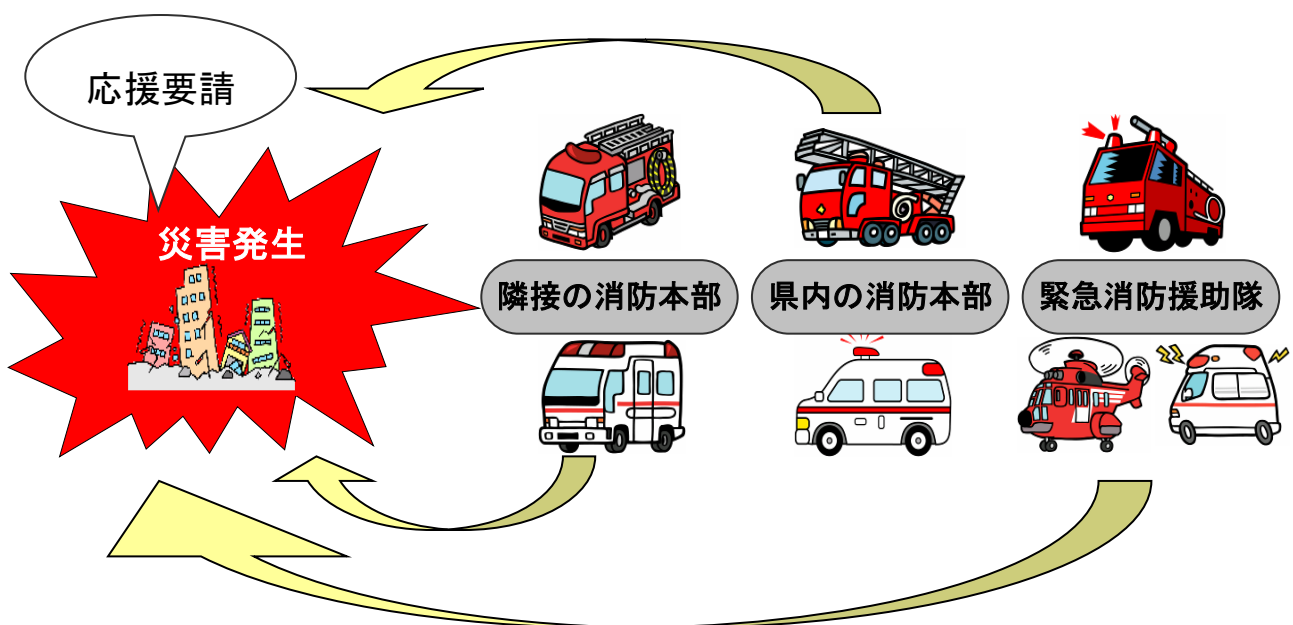 応援要請
災害発生
隣接の消防本部
県内の消防本部
緊急消防援助隊